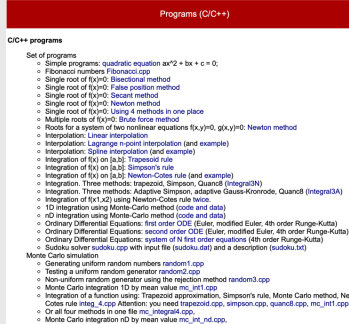 Programs (C/C++)
C/C++ programs
Set of programs
Simple programs: quadratic equation ax^2 + bx + c = 0;
Fibonacci numbers Fibonacci.cpp
Single root of f(x)=0: Bisectional method
Single root of f(x)=0: False position method
Single root of f(x)=0: Secant method
Single root of f(x)=0: Newton method
Single root of f(x)=0: Using 4 methods in one place
Multiple roots of f(x)=0: Brute force method
Roots for a system of two nonlinear equations f(x,y)=0, g(x,y)=0: Newton method
Interpolation: Linear interpolation
Interpolation: Lagrange n-point interpolation (and example)
Interpolation: Spline interpolation (and example)
Integration of f(x) on [a,b]: Trapesoid rule
Integration of f(x) on [a,b]: Simpson's rule
Integration of f(x) on [a,b]: Newton-Cotes rule (and example)
Integration. Three methods: trapezoid, Simpson, Quanc8 (Integral3N)
Integration. Three methods: Adaptive Simpson, adaptive Gauss-Kronrode, Quanc8 (Integral3A)
Integration of f(x1,x2) using Newton-Cotes rule twice.
1D integration using Monte-Carlo method (code and data)
nD integration using Monte-Carlo method (code and data)
Ordinary Differential Equations: first order ODE (Euler, modified Euler, 4th order Runge-Kutta)
Ordinary Differential Equations: second order ODE (Euler, modified Euler, 4th order Runge-Kutta)
Ordinary Differential Equations: system of N first order equations (4th order Runge-Kutta)
Sudoku solver sudoku.cpp with input file (sudoku.dat) and a description (sudoku.txt)
Monte Carlo simulation
Generating uniform random numbers random1.cpp
Testing a uniform random generator random2.cpp
Non-uniform random generator using the rejection method random3.cpp
Monte Carlo integration 1D by mean value mc_int1.cpp
Integration of a function using: Trapezoid approximation, Simpson's rule, Monte Carlo method, Ne
Cotes rule integ_4.cpp Attention: you need trapezoid.cpp, simpson.cpp, quanc8.cpp, mc_int1.cpp
Or all four methods in one file mc_integral4.cpp,
Monte Carlo integration nD by mean value mc_int_nd.cpp,